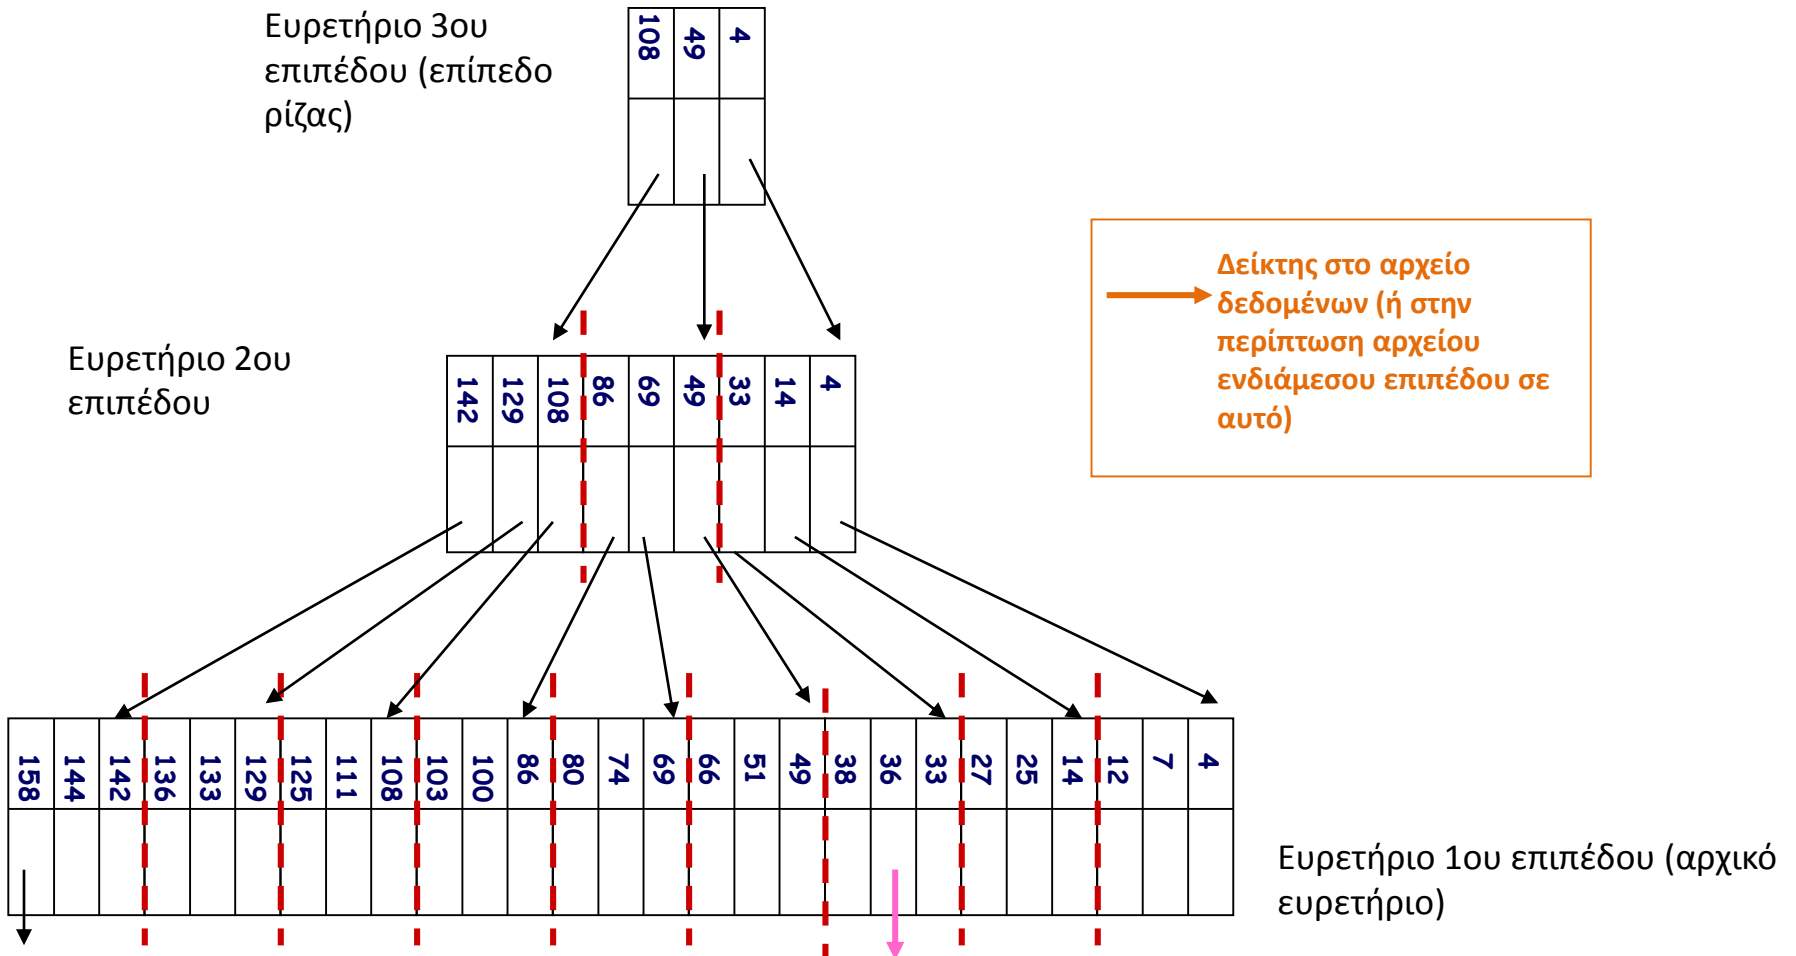 Ευρετήριο 3ου
επιπέδου (επίπεδο
ρίζας)
108 49 4
Δείκτης στο αρχείο
δεδομένων (ή στην
περίπτωση αρχείου
ενδιάμεσου επιπέδου σε
αυτό)
Ευρετήριο 2ου
επιπέδου
142 129 108 86 69 49 33 14 4
158 144 142 136 133 129 125 111 108 103 100 86 80 74 69 66 51 49 38 36 33 27 25 14 12 7 4
Ευρετήριο 1ου επιπέδου (αρχικό
ευρετήριο)